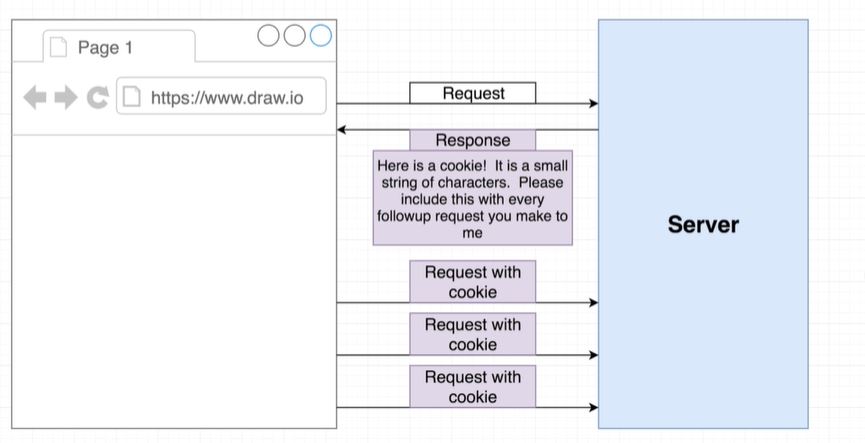 Page 1
https://www.draw.io
Request
Response
Here is a cookie!  It is a small
string of characters.  Please
include this with every
followup request you make to
me
Server
Request with
cookie
Request with
cookie
Request with
cookie